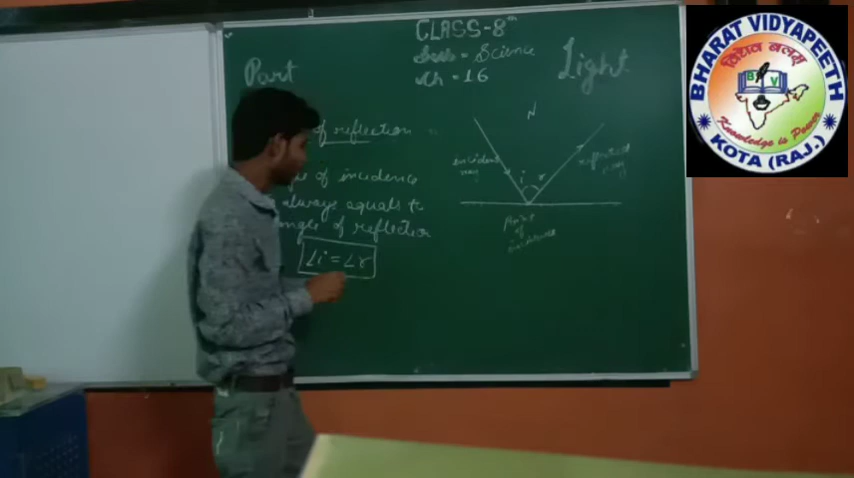 CLASS-8th
Sub = Science
Ch = 16
Part
Light
of reflection
of incidence
always equals to
angle of reflection
∠i = ∠r
N
incident
ray
i r
reflected
ray
Point
of
incidence
BHARAT VIDYAPEETH
B V
Knowledge is Power
KOTA (RAJ.)